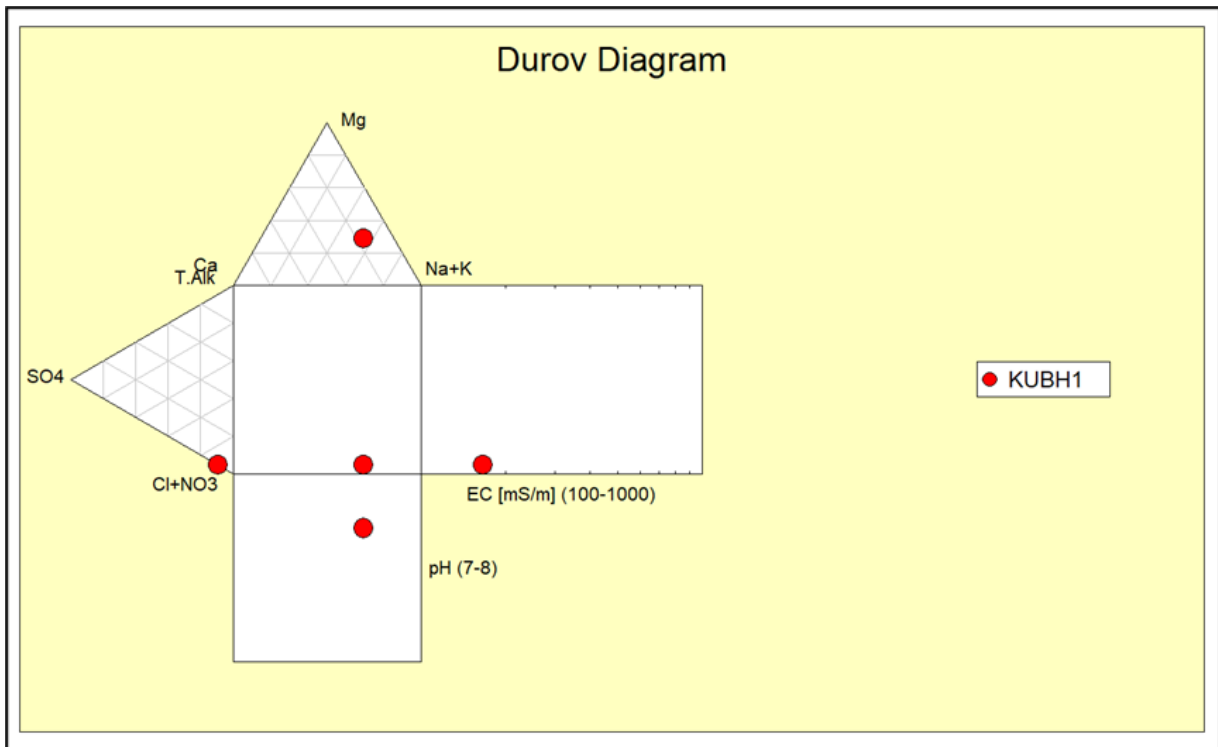 Durov Diagram
Mg
Ca
Na+K
T.Alk
SO4
KUBH1
Cl+NO3
EC [mS/m] (100-1000)
pH (7-8)